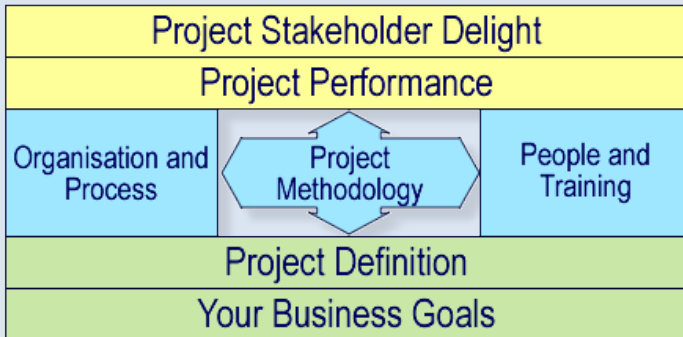 Project Stakeholder Delight
Project Performance
Organisation and
Process
Project
Methodology
People and
Training
Project Definition
Your Business Goals